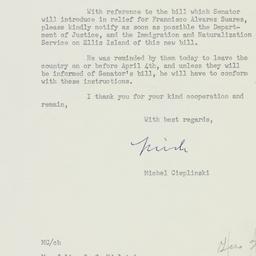 With reference to the bill which Senator
will introduce in relief for Francisco Alvares Suares,
please kindly notify as soon as possible the Depart-
ment of Justice, and the Immigration and Naturalization
Service on Ellis Island of this new bill.
He was reminded by them today to leave the
country on or before April 4th, and unless they will
be informed of Senator's bill, he will have to conform
with these instructions.
I thank you for your kind cooperation and
remain,
With best regards,
Michel Cieplinski
MC/ch